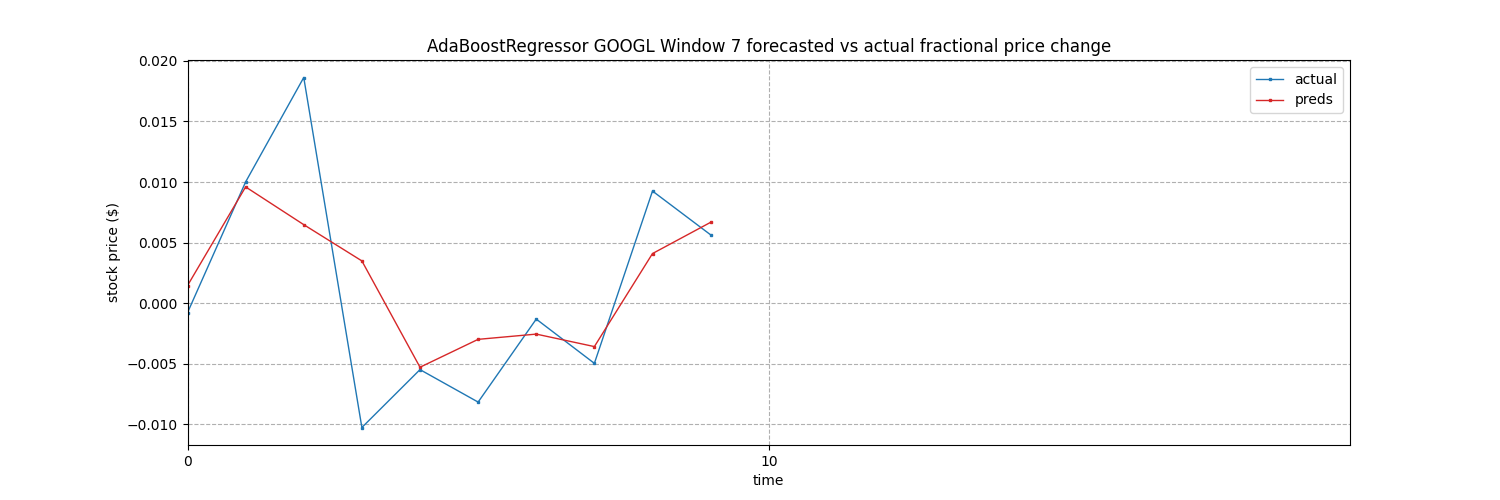 AdaBoostRegressor GOOGL Window 7 forecasted vs actual fractional price change
actual
preds
0.020
0.015
0.010
0.005
0.000
−0.005
−0.010
stock price ($)
0
10
time